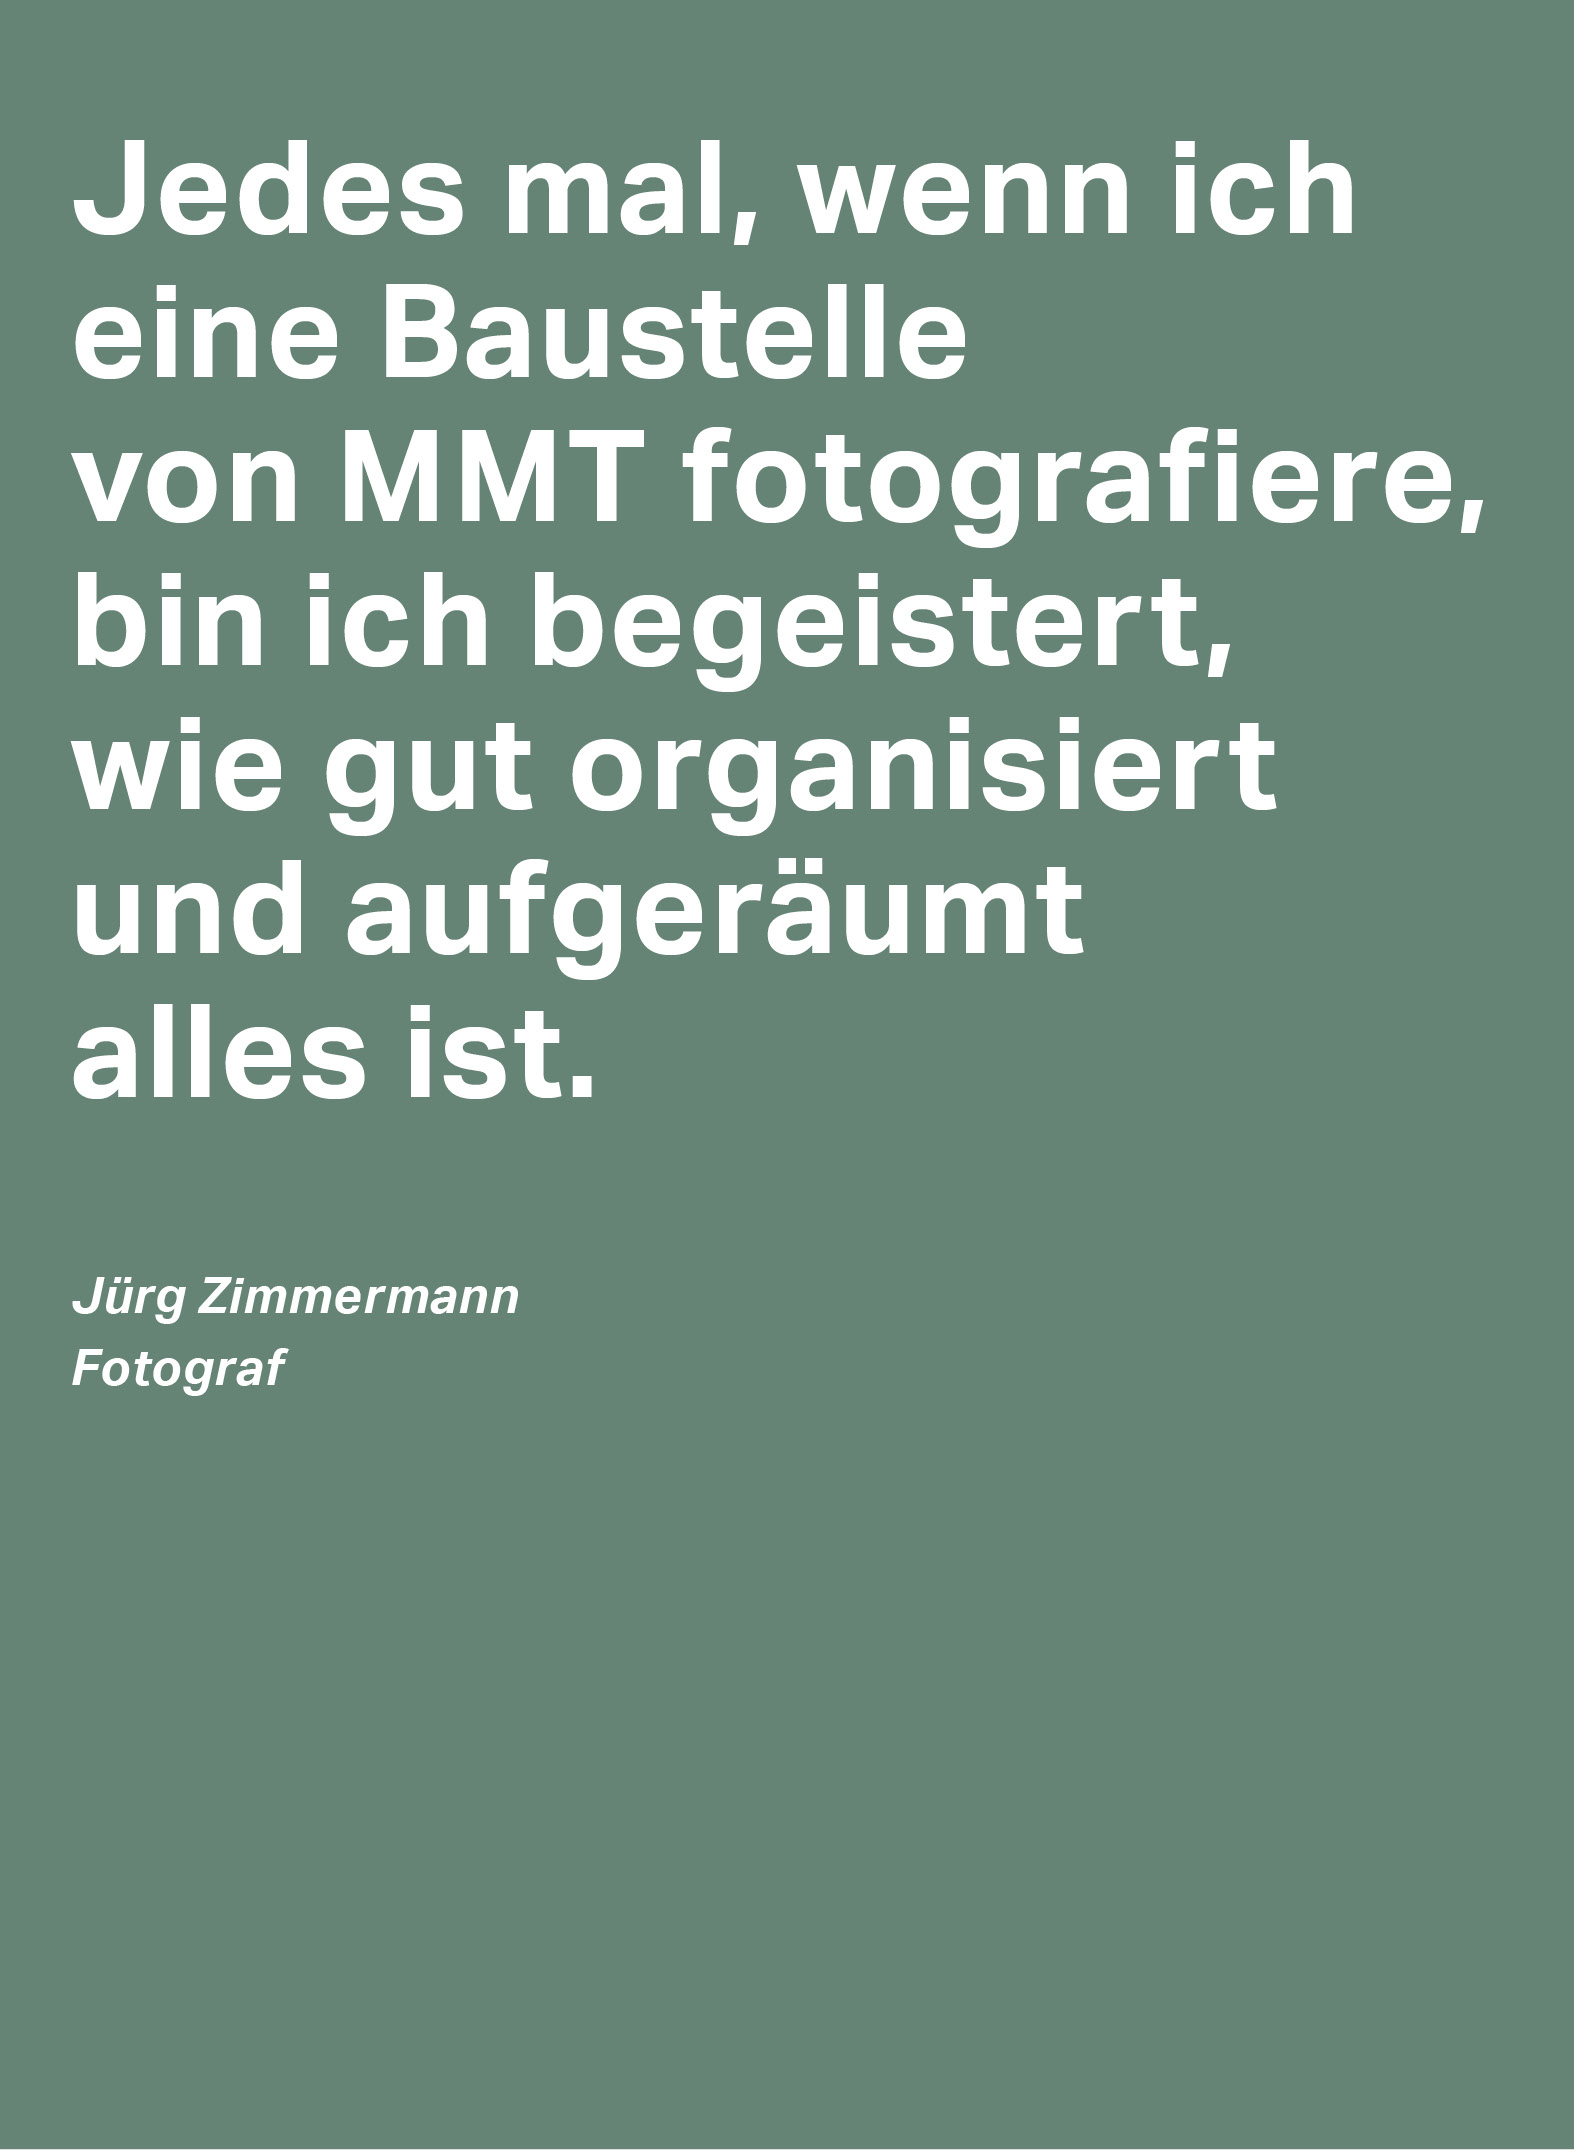 Jedes mal, wenn ich
eine Baustelle
von MMT fotografiere,
bin ich begeistert,
wie gut organisiert
und aufgeräumt
alles ist.
Jürg Zimmermann
Fotograf